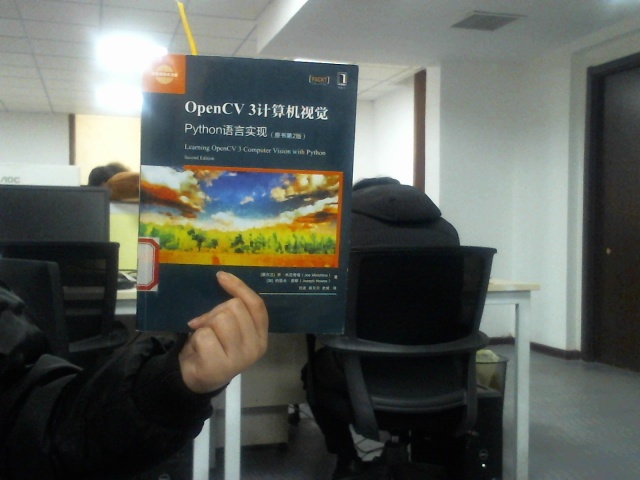 OpenCV 3计算机视觉
Python语言实现（原书第2版）
Learning OpenCV 3 Computer Vision with Python
Second Edition
AOC